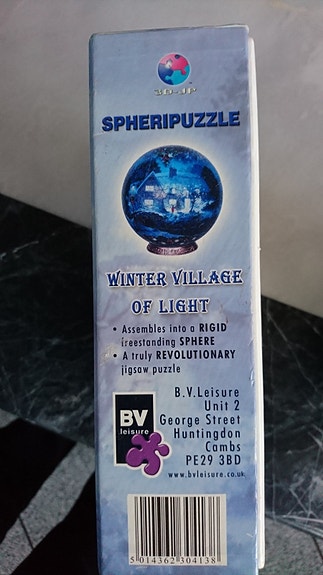 3D-JP
SPHERIPUZZLE
WINTER VILLAGE
OF LIGHT
• Assembles into a RIGID
freestanding SPHERE
• A truly REVOLUTIONARY
jigsaw puzzle
BV
leisure
B.V.Leisure
Unit 2
George Street
Huntingdon
Cambs
PE29 3BD
www.bvleisure.co.uk
5 014362 304138